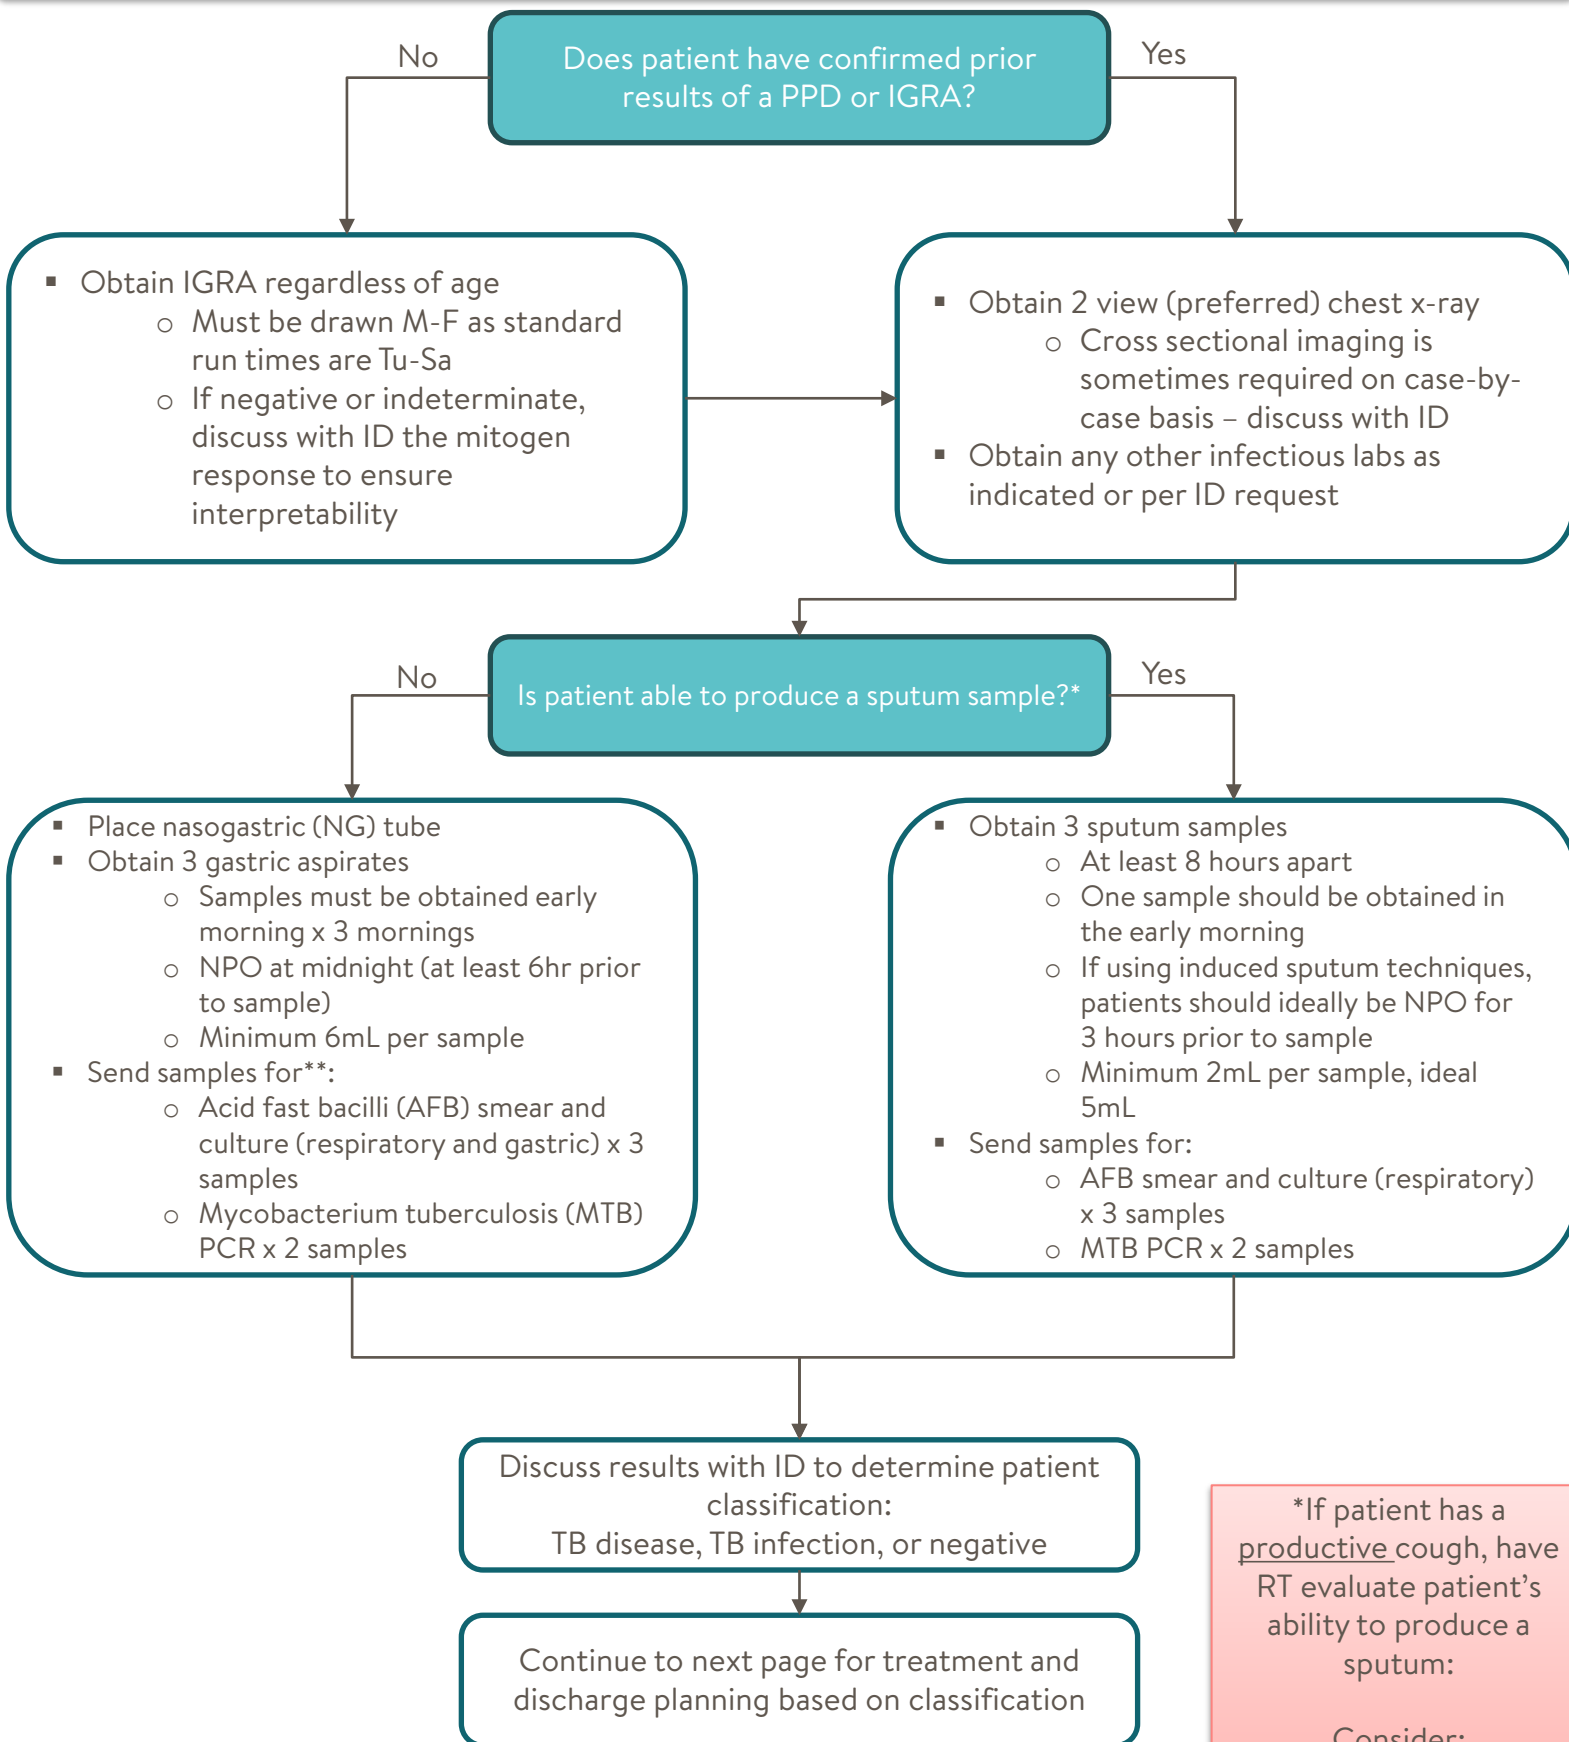 Does patient have confirmed prior
results of a PPD or IGRA?
No
Yes
▪ Obtain IGRA regardless of age
o Must be drawn M-F as standard
run times are Tu-Sa
o If negative or indeterminate,
discuss with ID the mitogen
response to ensure
interpretability
▪ Obtain 2 view (preferred) chest x-ray
o Cross sectional imaging is
sometimes required on case-by-
case basis – discuss with ID
▪ Obtain any other infectious labs as
indicated or per ID request
Is patient able to produce a sputum sample?*
No
Yes
▪ Place nasogastric (NG) tube
▪ Obtain 3 gastric aspirates
o Samples must be obtained early
morning x 3 mornings
o NPO at midnight (at least 6hr prior
to sample)
o Minimum 6mL per sample
▪ Send samples for**:
o Acid fast bacilli (AFB) smear and
culture (respiratory and gastric) x 3
samples
o Mycobacterium tuberculosis (MTB)
PCR x 2 samples
▪ Obtain 3 sputum samples
o At least 8 hours apart
o One sample should be obtained in
the early morning
o If using induced sputum techniques,
patients should ideally be NPO for
3 hours prior to sample
o Minimum 2mL per sample, ideal
5mL
▪ Send samples for:
o AFB smear and culture (respiratory)
x 3 samples
o MTB PCR x 2 samples
Discuss results with ID to determine patient
classification:
TB disease, TB infection, or negative
Continue to next page for treatment and
discharge planning based on classification
*If patient has a
productive cough, have
RT evaluate patient's
ability to produce a
sputum:
Consider: